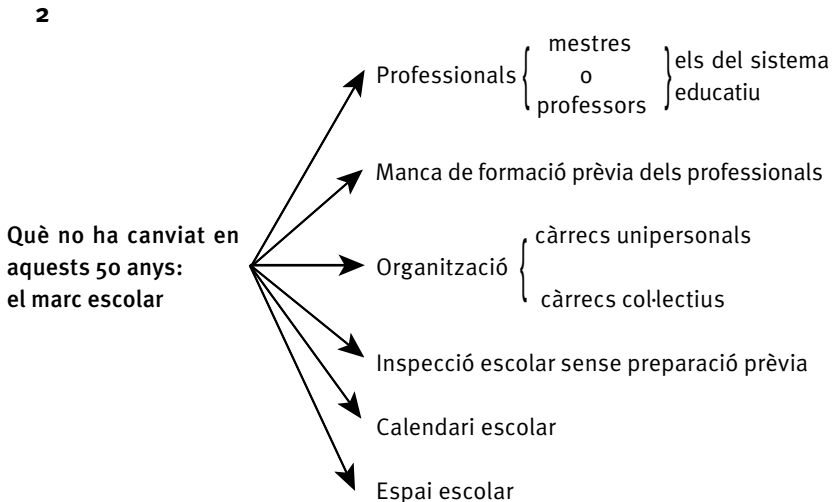 2
Què no ha canviat en
aquests 50 anys:
el marc escolar
Professionals { mestres
o
professors } els del sistema
educatiu
Manca de formació prèvia dels professionals
Organització { càrrecs unipersonals
càrrecs col·lectius
Inspecció escolar sense preparació prèvia
Calendari escolar
Espai escolar